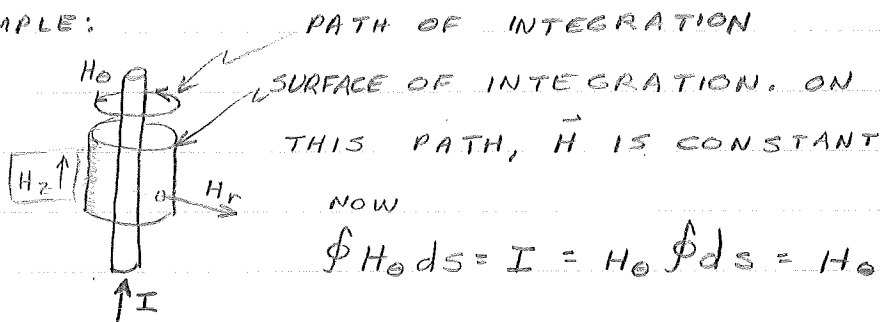 MPLE:
PATH OF INTEGRATION
Hθ
SURFACE OF INTEGRATION. ON
THIS PATH, H⃗ IS CONSTANT
Hz ↑
Hr
NOW
∮Hθ ds = I = Hθ ∮ds = Hθ
↑I